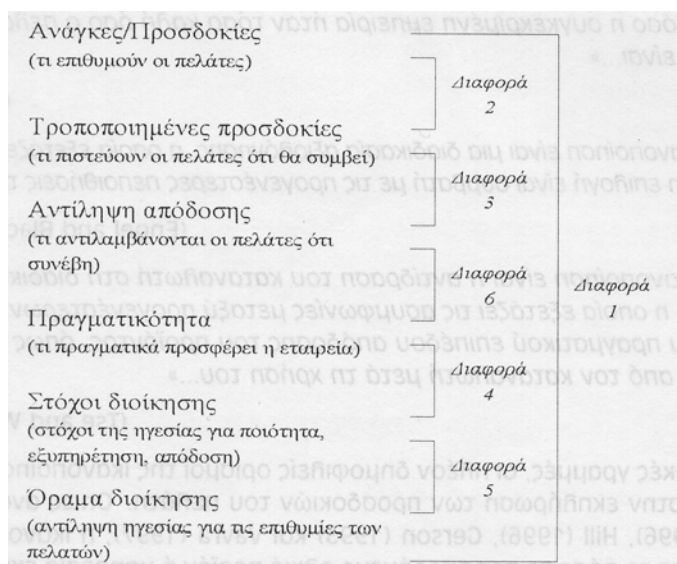 Ανάγκες/Προσδοκίες
(τι επιθυμούν οι πελάτες)
Διαφορά
2
Τροποποιημένες προσδοκίες
(τι πιστεύουν οι πελάτες ότι θα συμβεί)
Διαφορά
3
Αντίληψη απόδοσης
(τι αντιλαμβάνονται οι πελάτες ότι
συνέβη)
Διαφορά
6
Διαφορά
1
Πραγματικότητα
(τι πραγματικά προσφέρει η εταιρεία)
Διαφορά
4
Στόχοι διοίκησης
(στόχοι της ηγεσίας για ποιότητα,
εξυπηρέτηση, απόδοση)
Διαφορά
5
Όραμα διοίκησης
(αντίληψη ηγεσίας για τις επιθυμίες των
πελατών)